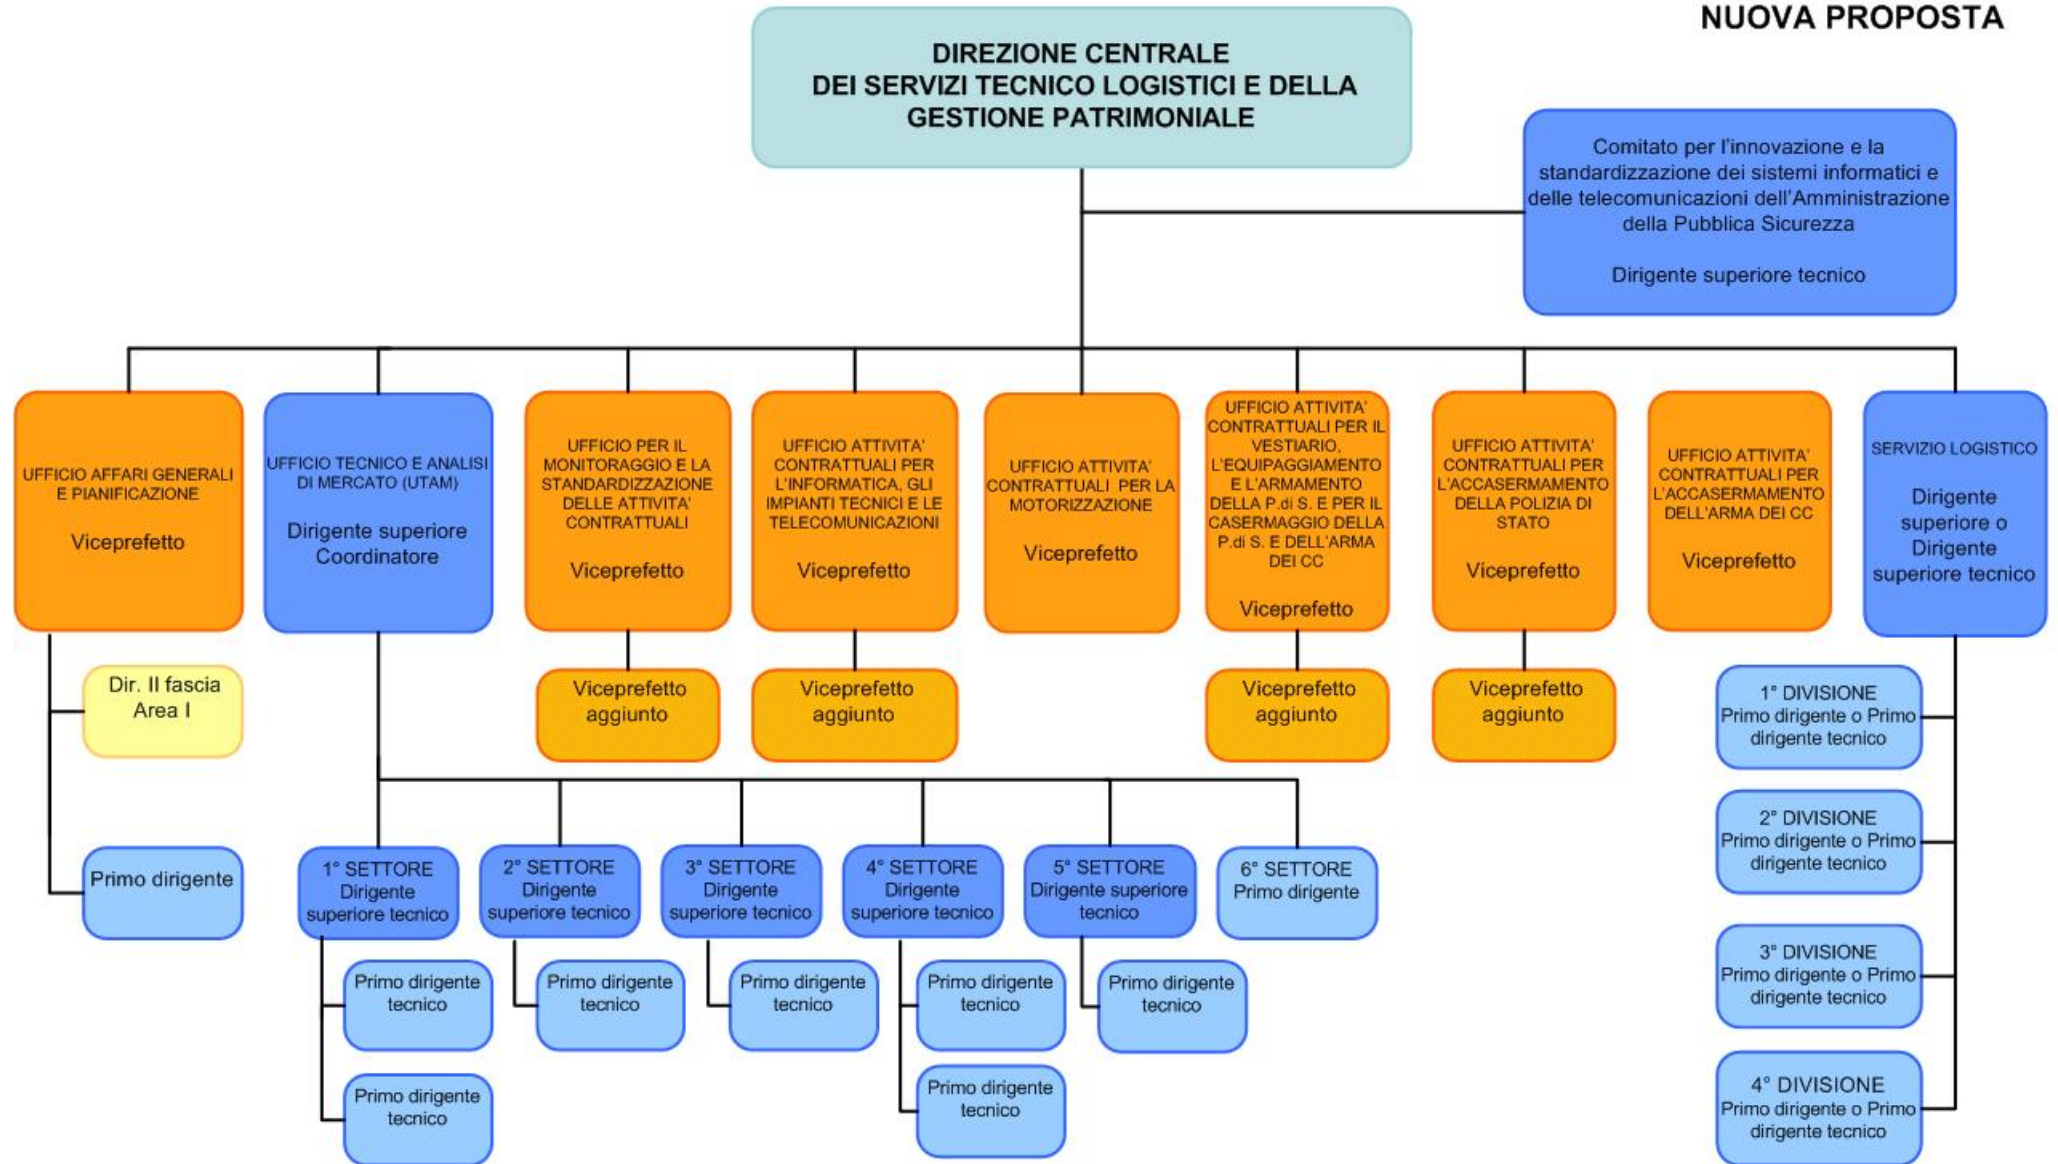 NUOVA PROPOSTA
DIREZIONE CENTRALE
DEI SERVIZI TECNICO LOGISTICI E DELLA
GESTIONE PATRIMONIALE
Comitato per l'innovazione e la
standardizzazione dei sistemi informatici e
delle telecomunicazioni dell'Amministrazione
della Pubblica Sicurezza
Dirigente superiore tecnico
UFFICIO AFFARI GENERALI
E PIANIFICAZIONE
Viceprefetto
UFFICIO TECNICO E ANALISI
DI MERCATO (UTAM)
Dirigente superiore
Coordinatore
UFFICIO PER IL
MONITORAGGIO E LA
STANDARDIZZAZIONE
DELLE ATTIVITA'
CONTRATTUALI
Viceprefetto
UFFICIO ATTIVITA'
CONTRATTUALI PER
L'INFORMATICA, GLI
IMPIANTI TECNICI E LE
TELECOMUNICAZIONI
Viceprefetto
UFFICIO ATTIVITA'
CONTRATTUALI PER LA
MOTORIZZAZIONE
Viceprefetto
UFFICIO ATTIVITA'
CONTRATTUALI PER IL
VESTIARIO,
L'EQUIPAGGIAMENTO
E L'ARMAMENTO
DELLA P.di S. E PER IL
CASERMAGGIO DELLA
P.di S. E DELL'ARMA
DEI CC
Viceprefetto
UFFICIO ATTIVITA'
CONTRATTUALI PER
L'ACCASERMAMENTO
DELLA POLIZIA DI
STATO
Viceprefetto
UFFICIO ATTIVITA'
CONTRATTUALI PER
L'ACCASERMAMENTO
DELL'ARMA DEI CC
Viceprefetto
SERVIZIO LOGISTICO
Dirigente
superiore o
Dirigente
superiore tecnico
Dir. II fascia
Area I
Primo dirigente
Viceprefetto
aggiunto
Viceprefetto
aggiunto
Viceprefetto
aggiunto
Viceprefetto
aggiunto
1° SETTORE
Dirigente
superiore tecnico
2° SETTORE
Dirigente
superiore tecnico
3° SETTORE
Dirigente
superiore tecnico
4° SETTORE
Dirigente
superiore tecnico
5° SETTORE
Dirigente superiore
tecnico
6° SETTORE
Primo dirigente
Primo dirigente
tecnico
Primo dirigente
tecnico
Primo dirigente
tecnico
Primo dirigente
tecnico
Primo dirigente
tecnico
Primo dirigente
tecnico
Primo dirigente
tecnico
1° DIVISIONE
Primo dirigente o Primo
dirigente tecnico
2° DIVISIONE
Primo dirigente o Primo
dirigente tecnico
3° DIVISIONE
Primo dirigente o Primo
dirigente tecnico
4° DIVISIONE
Primo dirigente o Primo
dirigente tecnico